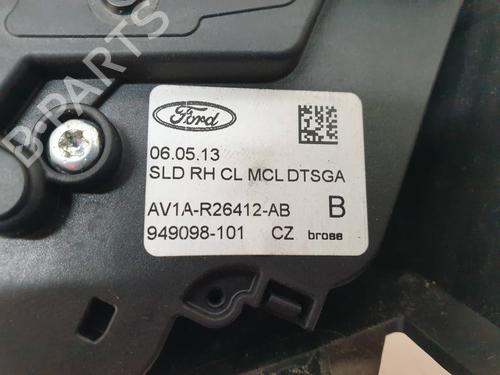 B-PARTS
Ford
06.05.13
SLD RH CL MCL DTSGA
AV1A-R26412-AB B
949098-101 CZ brose